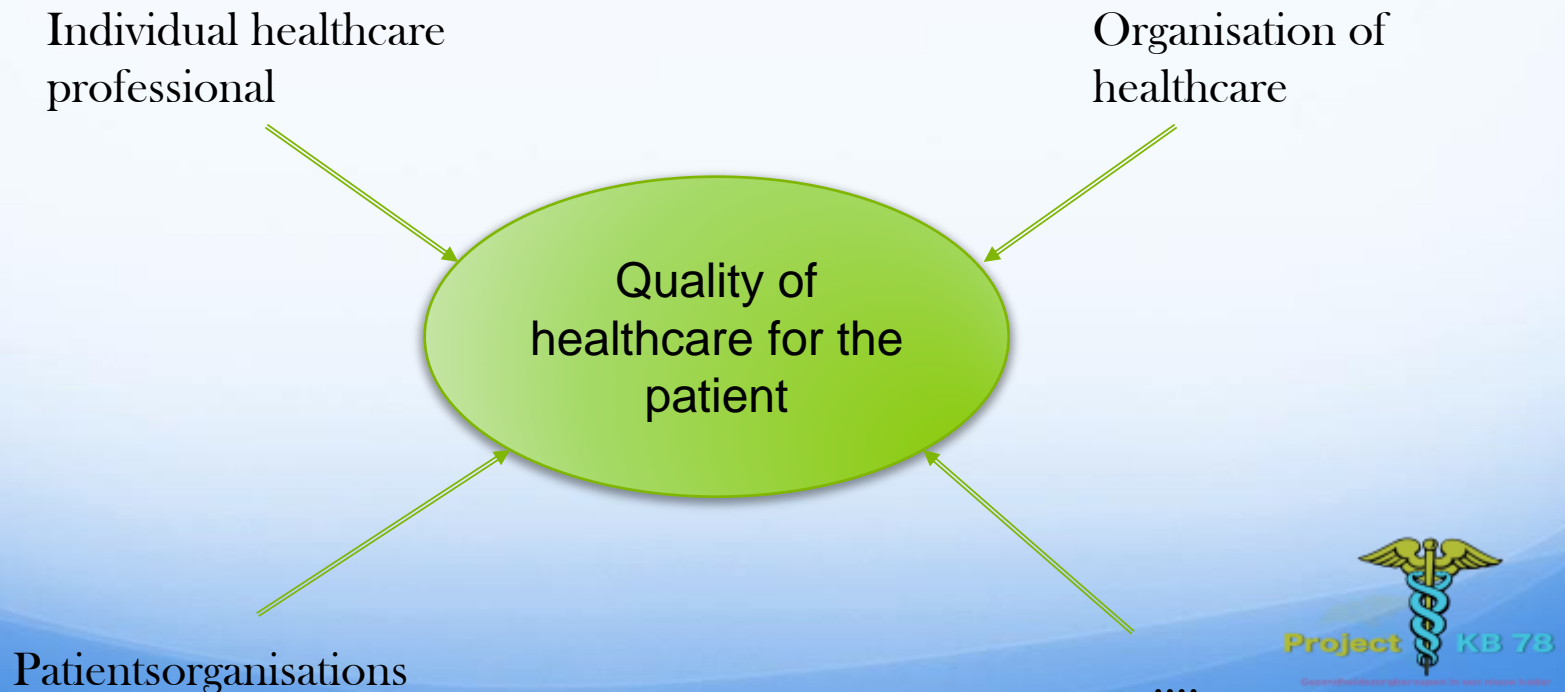 Individual healthcare
professional
Organisation of
healthcare
Quality of
healthcare for the
patient
Patientsorganisations
....
Project KB 78